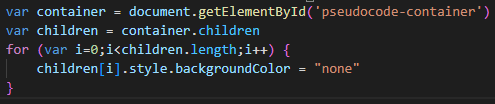 var container = document.getElementById('pseudocode-container')
var children = container.children
for (var i=0;i<children.length;i++) {
    children[i].style.backgroundColor = "none"
}